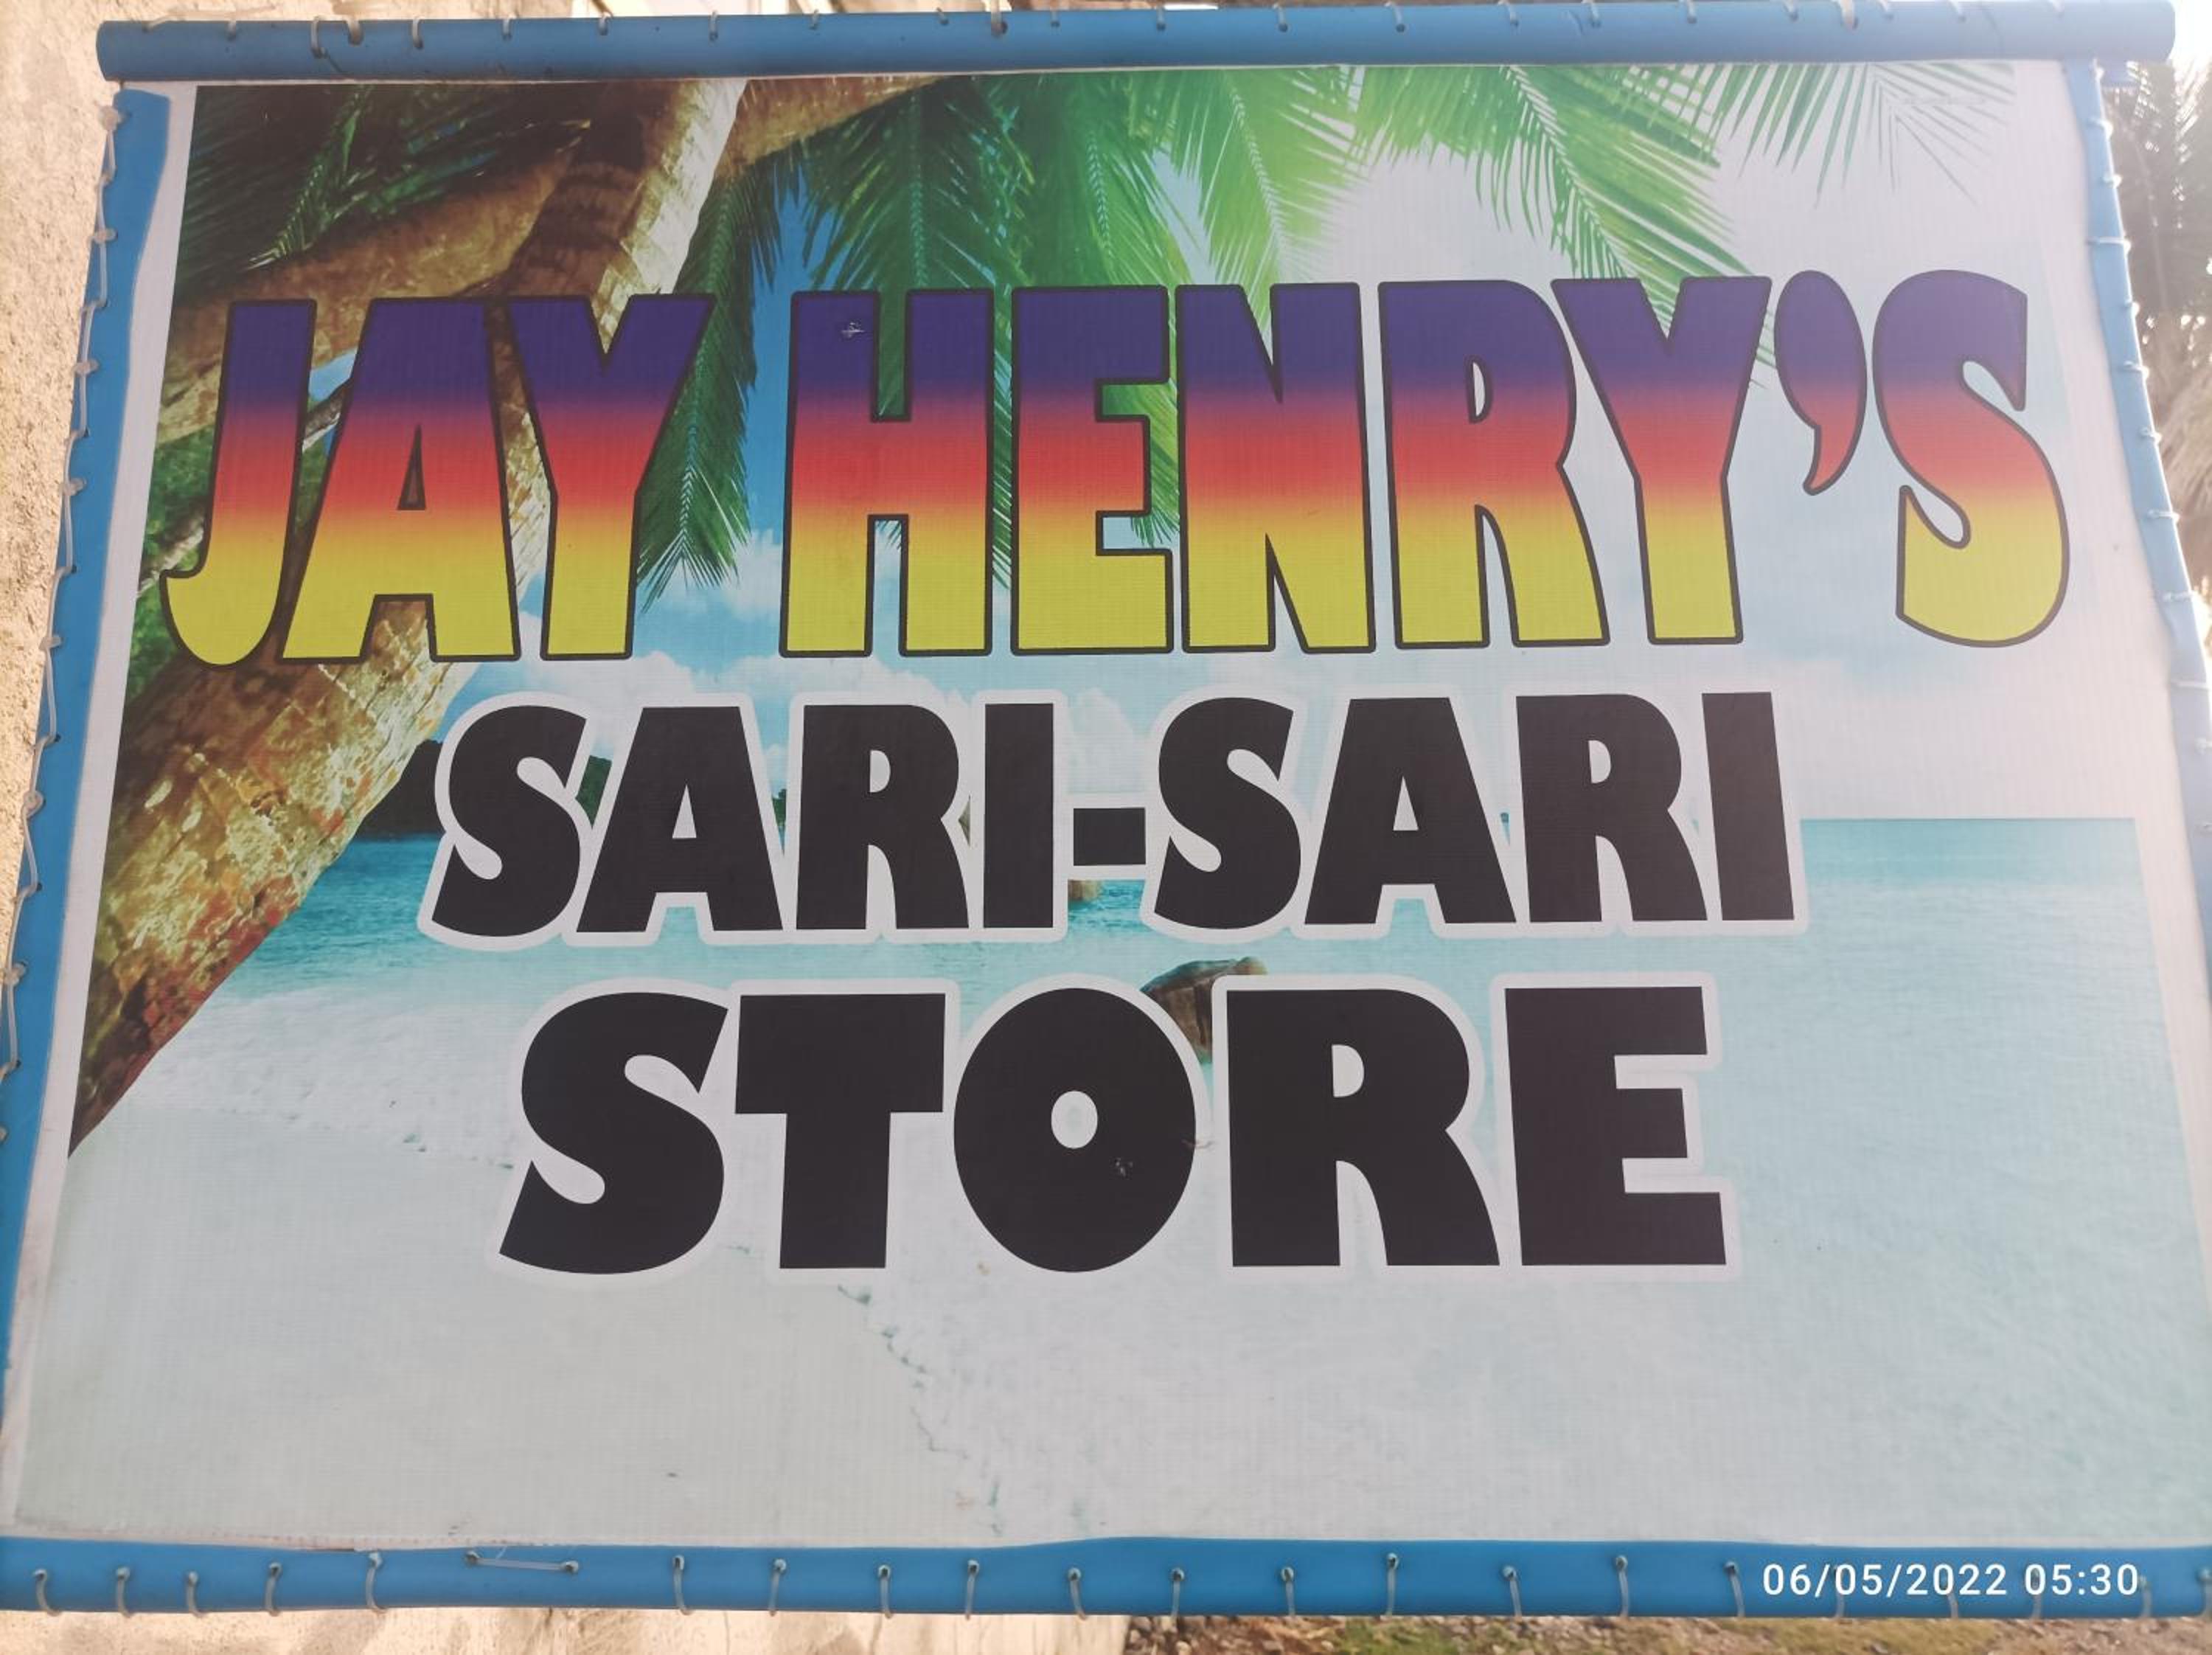 JAY HENRY'S
SARI-SARI
STORE
06/05/2022 05:30